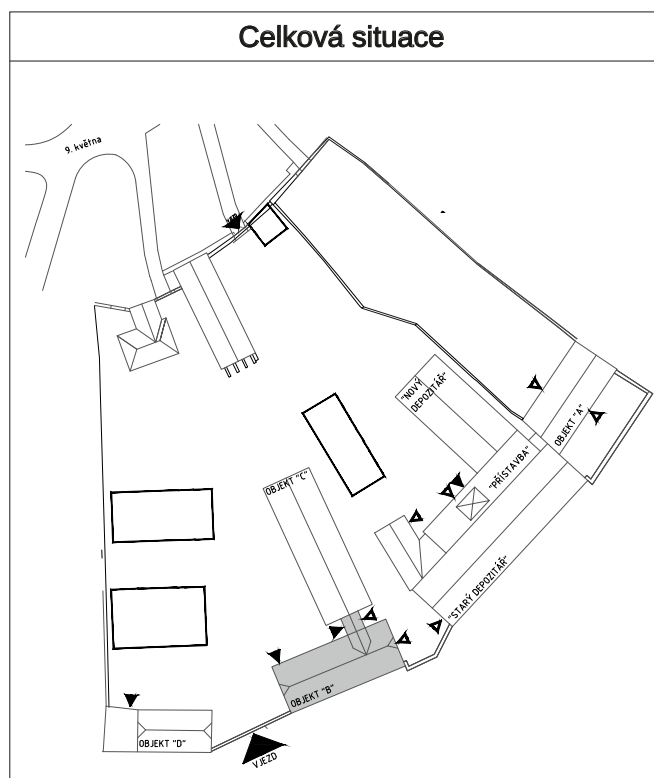 Celková situace
9. května
"NOVÝ
DEPOZITÁŘ"
OBJEKT "A"
"PŘÍSTAVBA"
OBJEKT "C"
"STARÝ DEPOZITÁŘ"
OBJEKT "B"
OBJEKT "D"
VJEZD